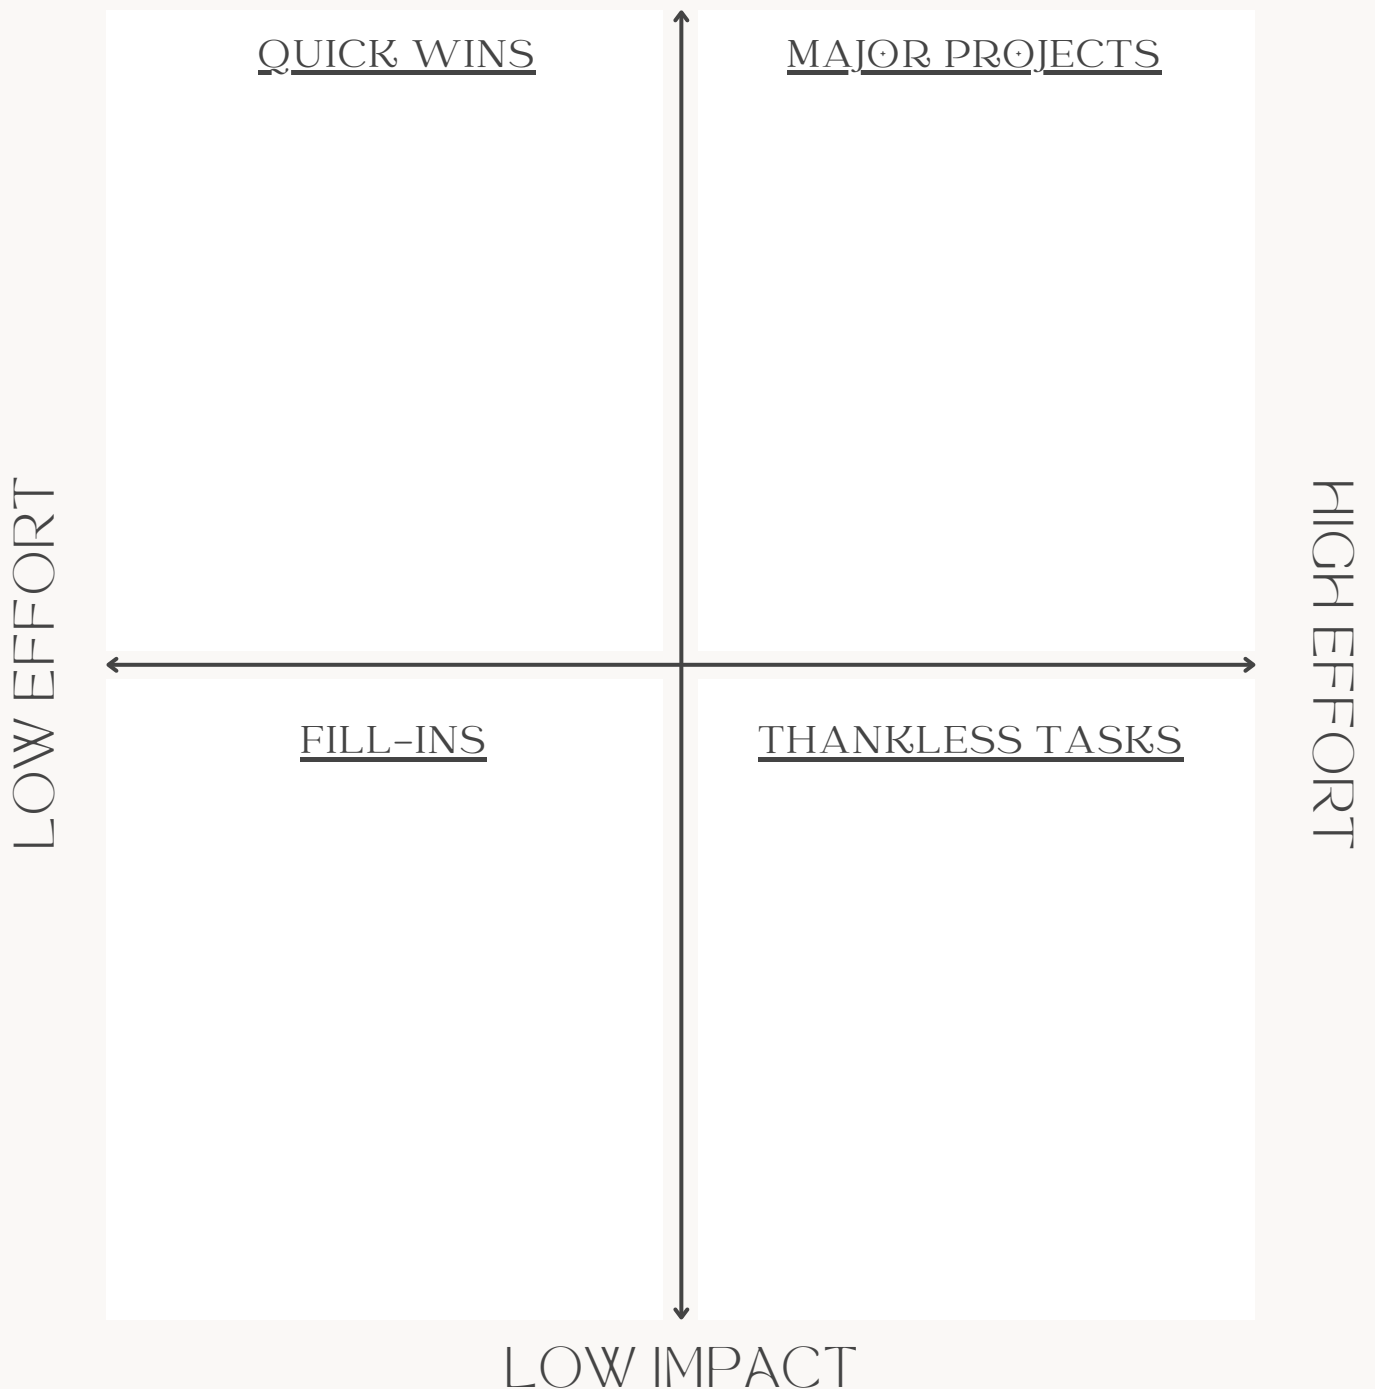 QUICK WINS
MAJOR PROJECTS
LOW EFFORT
HIGH EFFORT
FILL-INS
THANKLESS TASKS
LOW IMPACT